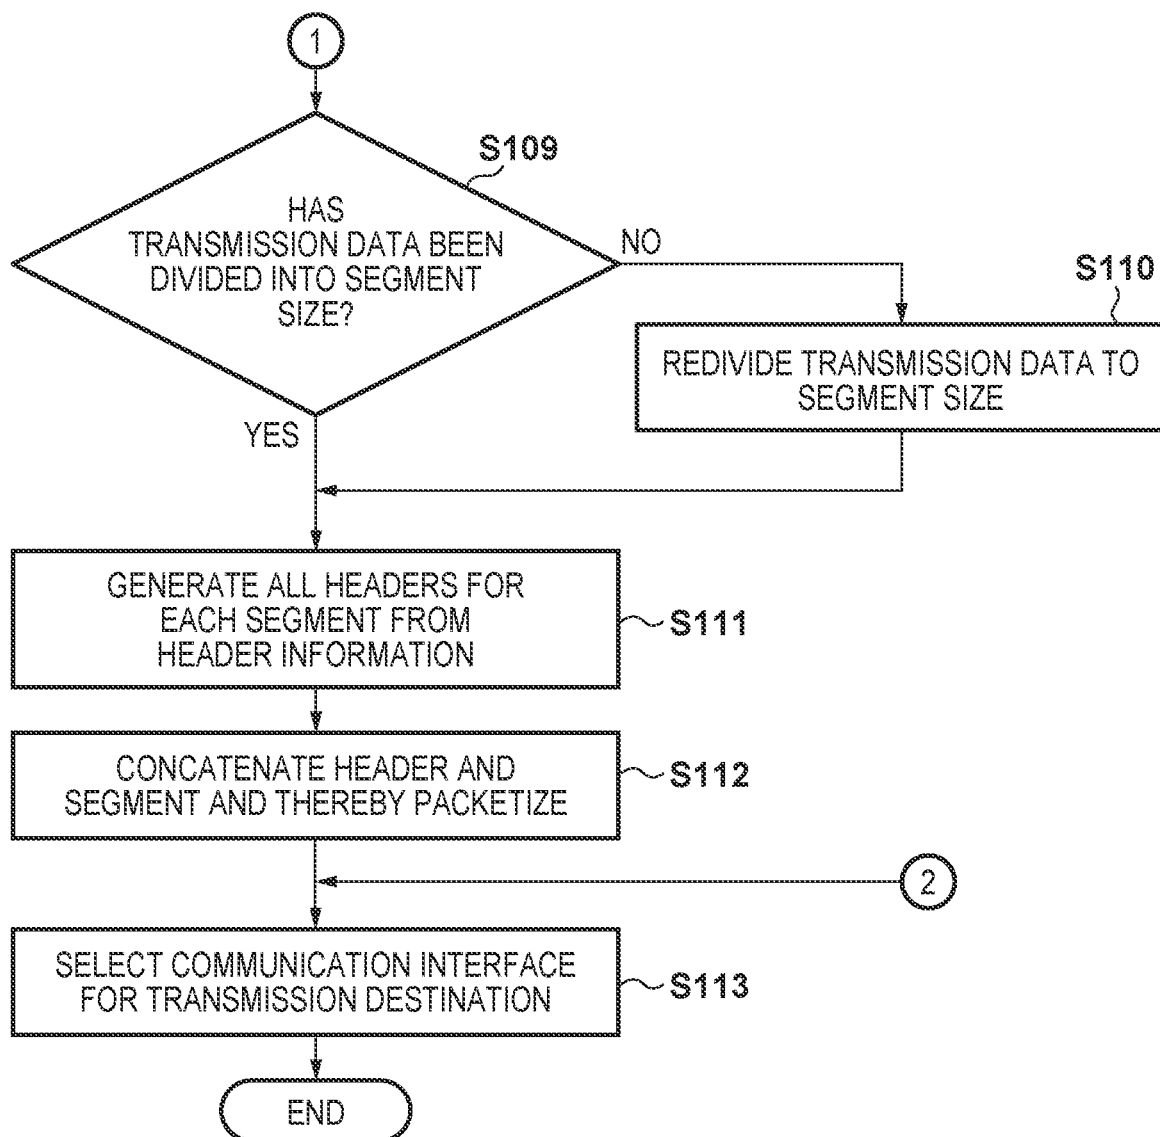 1
S109
HAS
TRANSMISSION DATA BEEN
DIVIDED INTO SEGMENT
SIZE?
NO
S110
REDIVIDE TRANSMISSION DATA TO
SEGMENT SIZE
YES
GENERATE ALL HEADERS FOR
EACH SEGMENT FROM
HEADER INFORMATION
S111
CONCATENATE HEADER AND
SEGMENT AND THEREBY PACKETIZE
S112
2
SELECT COMMUNICATION INTERFACE
FOR TRANSMISSION DESTINATION
S113
END